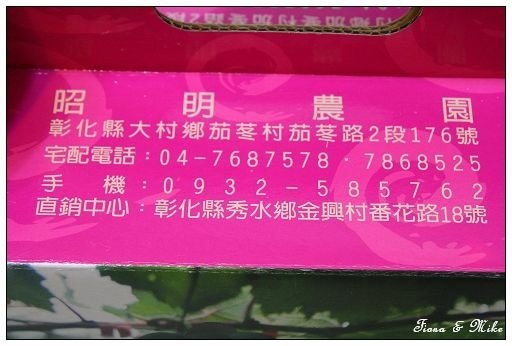 昭明農園
彰化縣大村鄉茄苳村茄苳路2段176號
宅配電話：04-7687578．7868525
手機：0932-585762
直銷中心：彰化縣秀水鄉金興村番花路18號
Fiona & Mike